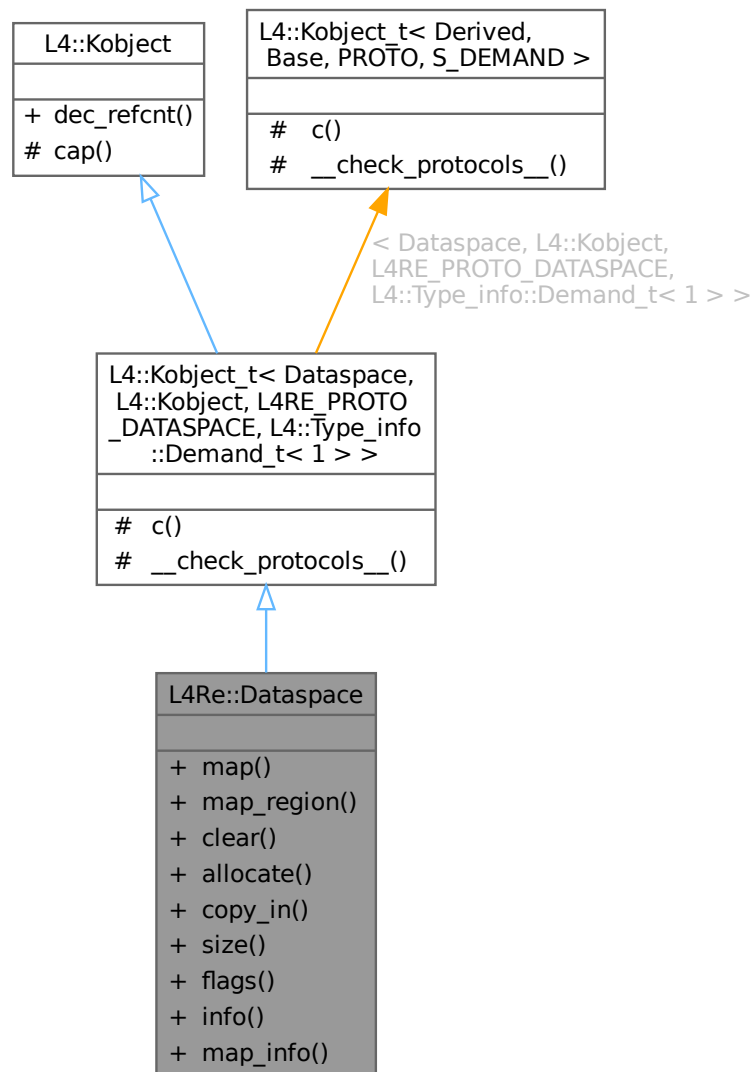 L4::Kobject
+ dec_refcnt()
# cap()
L4::Kobject_t< Derived,
Base, PROTO, S_DEMAND >
# c()
# __check_protocols__()
< Dataspace, L4::Kobject,
L4RE_PROTO_DATASPACE,
L4::Type_info::Demand_t< 1 > >
L4::Kobject_t< Dataspace,
L4::Kobject, L4RE_PROTO
_DATASPACE, L4::Type_info
::Demand_t< 1 > >
# c()
# __check_protocols__()
L4Re::Dataspace
+ map()
+ map_region()
+ clear()
+ allocate()
+ copy_in()
+ size()
+ flags()
+ info()
+ map_info()